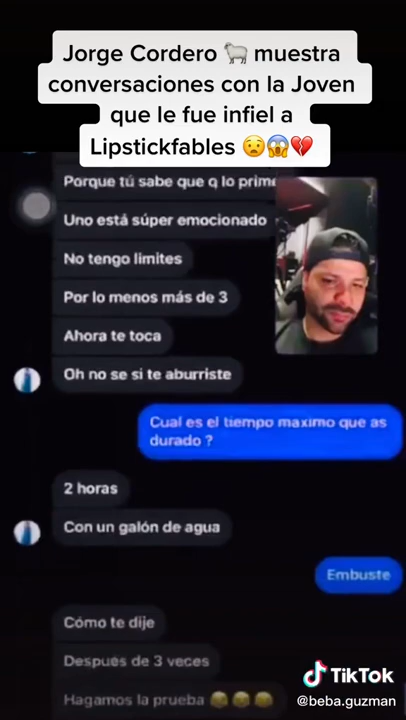 Jorge Cordero 🐑 muestra
conversaciones con la Joven
que le fue infiel a
Lipstickfables 😧😱💔
Porque tú sabe que q lo prime
Uno está súper emocionado
No tengo limites
Por lo menos más de 3
Ahora te toca
Oh no se si te aburriste
Cual es el tiempo maximo que as
durado ?
2 horas
Con un galón de agua
Embuste
Cómo te dije
Después de 3 veces
Hagamos la prueba 😂😂😂
TikTok
@beba.guzman